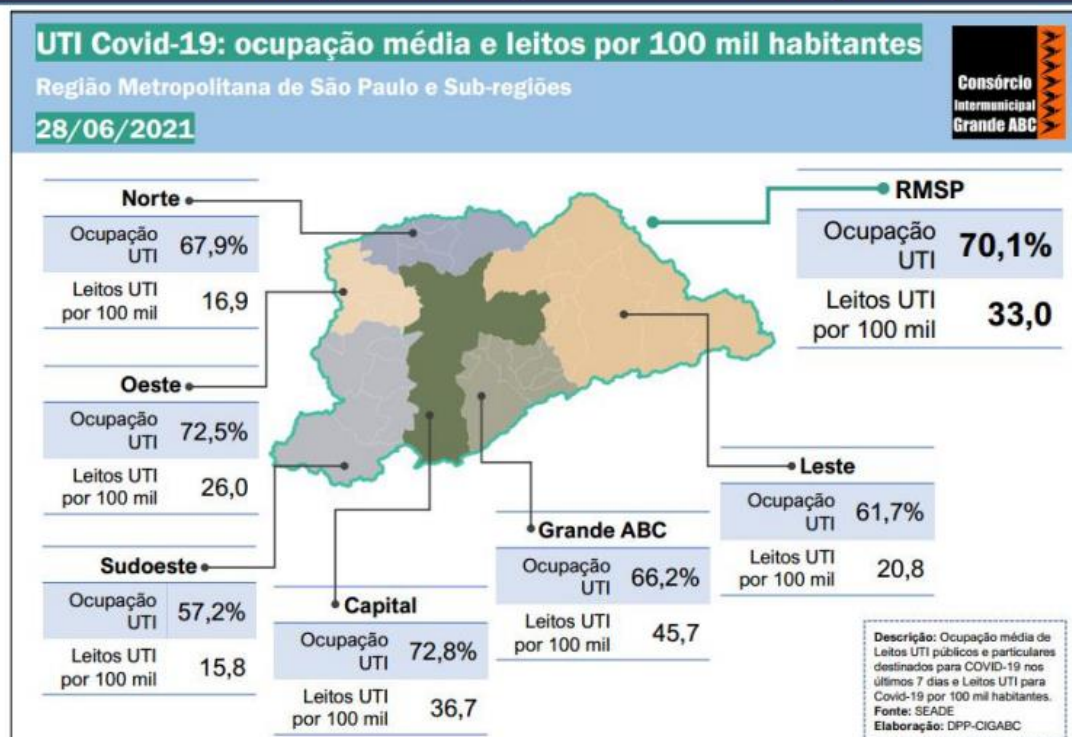 UTI Covid-19: ocupação média e leitos por 100 mil habitantes
Região Metropolitana de São Paulo e Sub-regiões
28/06/2021
Consórcio
Intermunicipal
Grande ABC
Norte
Ocupação
UTI
67,9%
Leitos UTI
por 100 mil
16,9
Oeste
Ocupação
UTI
72,5%
Leitos UTI
por 100 mil
26,0
Sudoeste
Ocupação
UTI
57,2%
Leitos UTI
por 100 mil
15,8
Capital
Ocupação
UTI
72,8%
Leitos UTI
por 100 mil
36,7
Grande ABC
Ocupação
UTI
66,2%
Leitos UTI
por 100 mil
45,7
Leste
Ocupação
UTI
61,7%
Leitos UTI
por 100 mil
20,8
RMSP
Ocupação
UTI
70,1%
Leitos UTI
por 100 mil
33,0
Descrição: Ocupação média de
Leitos UTI públicos e particulares
destinados para COVID-19 nos
últimos 7 dias e Leitos UTI para
Covid-19 por 100 mil habitantes.
Fonte: SEADE
Elaboração: DPP-CIGABC